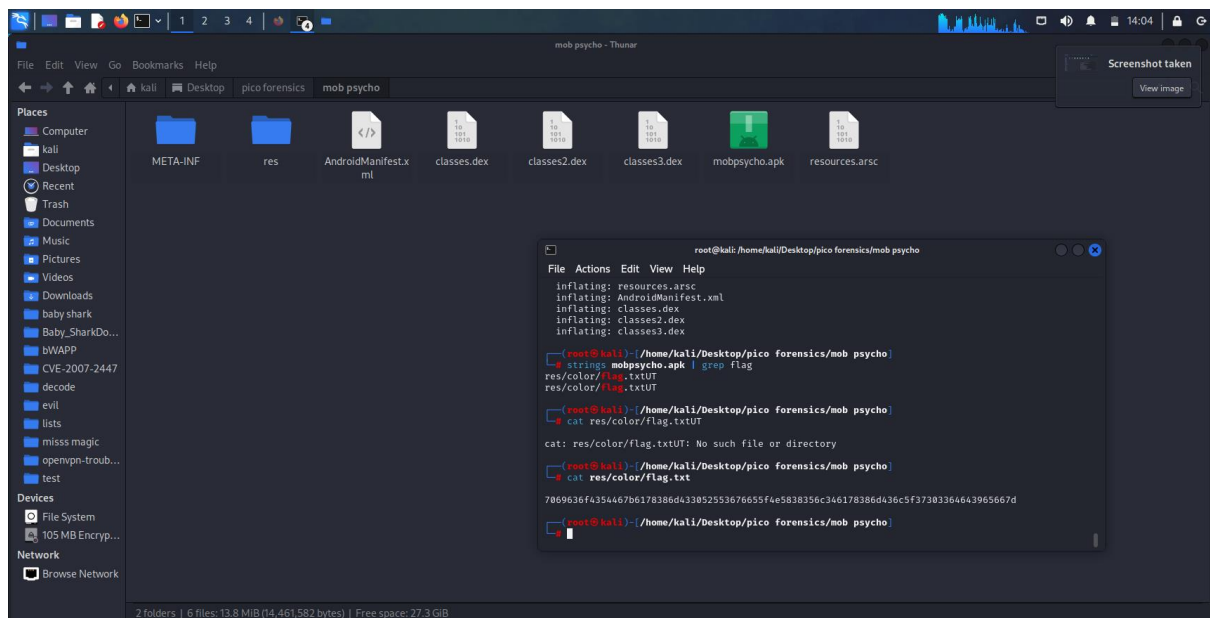 1 2 3 4
14:04
mob psycho - Thunar
File Edit View Go Bookmarks Help
Screenshot taken
View image
kali Desktop pico forensics mob psycho
Places
Computer
kali
Desktop
Recent
Trash
Documents
Music
Pictures
Videos
Downloads
baby shark
Baby_SharkDo...
bWAPP
CVE-2007-2447
decode
evil
lists
misss magic
openvpn-troub...
test
Devices
File System
105 MB Encryp...
Network
Browse Network
META-INF
res
AndroidManifest.x
ml
classes.dex
classes2.dex
classes3.dex
mobpsycho.apk
resources.arsc
root@kali: /home/kali/Desktop/pico forensics/mob psycho
File Actions Edit View Help
inflating: resources.arsc
inflating: AndroidManifest.xml
inflating: classes.dex
inflating: classes2.dex
inflating: classes3.dex
(root㉿kali)-[/home/kali/Desktop/pico forensics/mob psycho]
# strings mobpsycho.apk | grep flag
res/color/flag.txtUT
res/color/flag.txtUT
(root㉿kali)-[/home/kali/Desktop/pico forensics/mob psycho]
# cat res/color/flag.txtUT
cat: res/color/flag.txtUT: No such file or directory
(root㉿kali)-[/home/kali/Desktop/pico forensics/mob psycho]
# cat res/color/flag.txt
7069636f4354467b6178386d433052553676655f4e5838356c346178386d436c5f37303364643965667d
(root㉿kali)-[/home/kali/Desktop/pico forensics/mob psycho]
#
2 folders | 6 files: 13.8 MiB (14,461,582 bytes) | Free space: 27.3 GiB